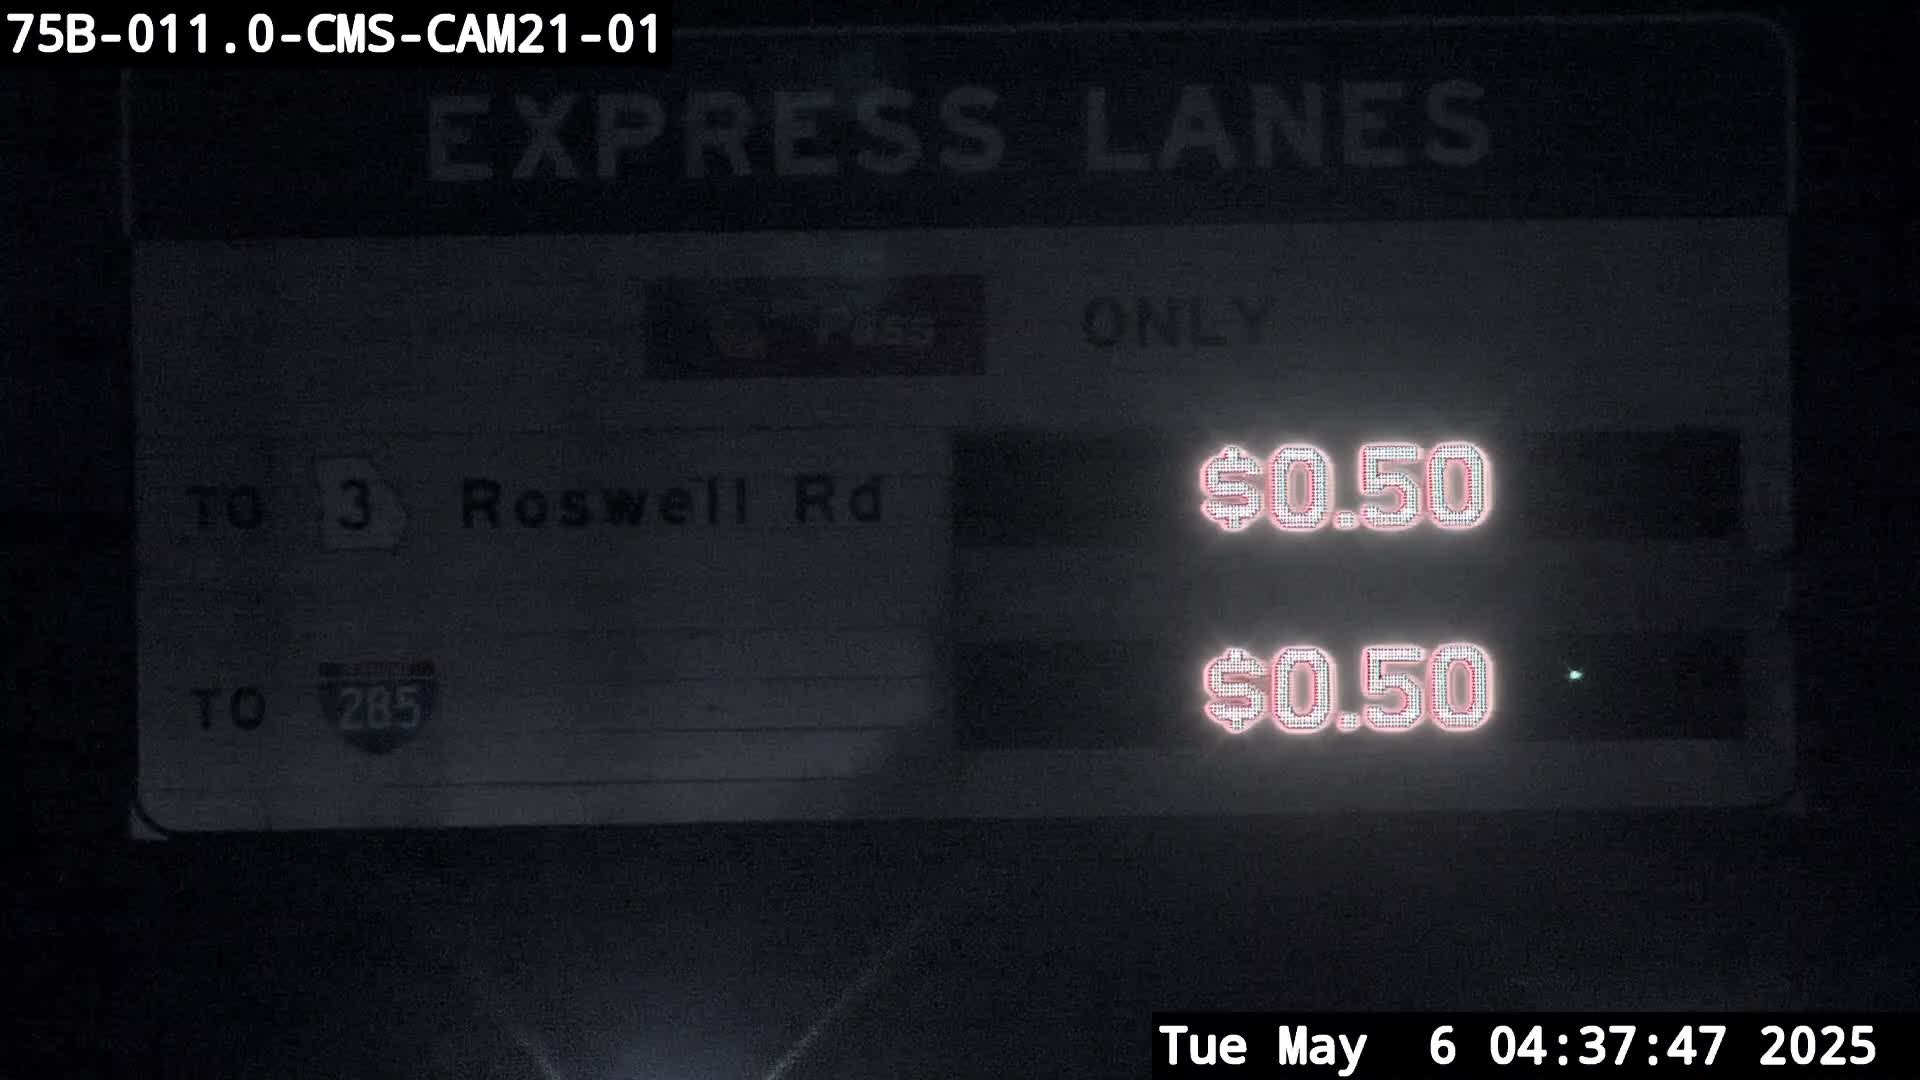 75B-011.0-CMS-CAM21-01
EXPRESS LANES
Pass ONLY
TO 3 Roswell Rd $0.50
TO 285 $0.50
Tue May 6 04:37:47 2025